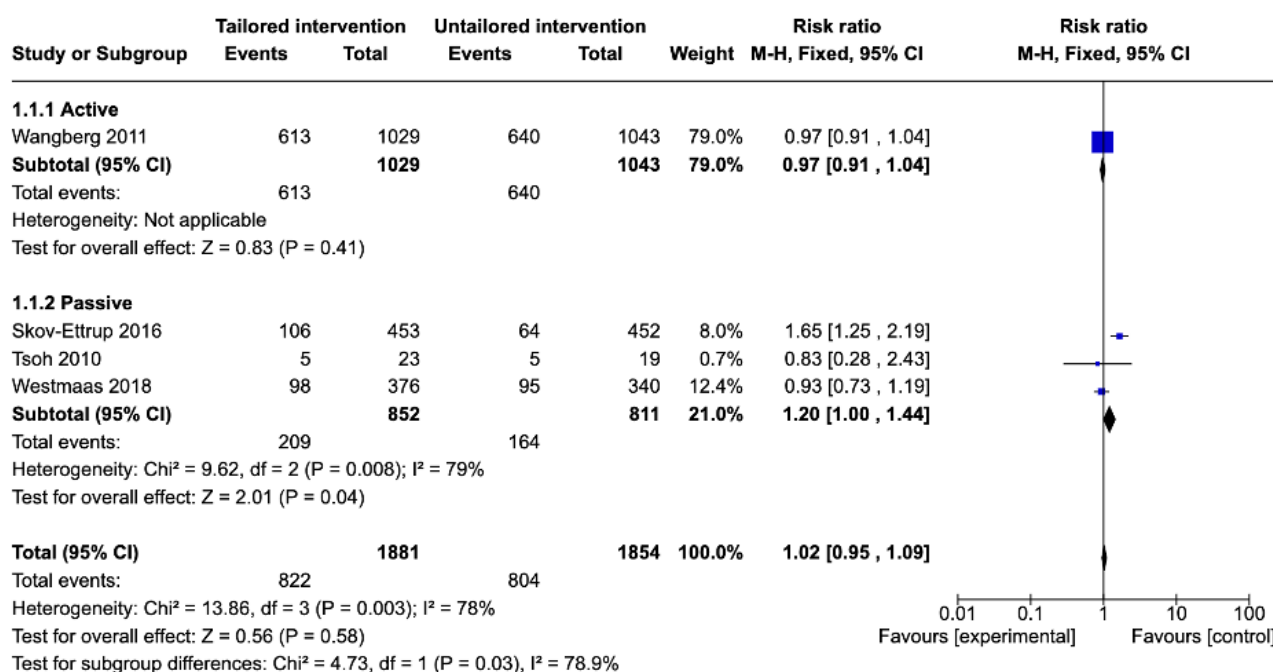 Tailored intervention Untailored intervention Risk ratio Risk ratio
Study or Subgroup Events Total Events Total Weight M-H, Fixed, 95% CI M-H, Fixed, 95% CI
1.1.1 Active
Wangberg 2011 613 1029 640 1043 79.0% 0.97 [0.91 , 1.04]
Subtotal (95% CI) 1029 1043 79.0% 0.97 [0.91 , 1.04]
Total events: 613 640
Heterogeneity: Not applicable
Test for overall effect: Z = 0.83 (P = 0.41)
1.1.2 Passive
Skov-Ettrup 2016 106 453 64 452 8.0% 1.65 [1.25 , 2.19]
Tsoh 2010 5 23 5 19 0.7% 0.83 [0.28 , 2.43]
Westmaas 2018 98 376 95 340 12.4% 0.93 [0.73 , 1.19]
Subtotal (95% CI) 852 811 21.0% 1.20 [1.00 , 1.44]
Total events: 209 164
Heterogeneity: Chi² = 9.62, df = 2 (P = 0.008); I² = 79%
Test for overall effect: Z = 2.01 (P = 0.04)
Total (95% CI) 1881 1854 100.0% 1.02 [0.95 , 1.09]
Total events: 822 804
Heterogeneity: Chi² = 13.86, df = 3 (P = 0.003); I² = 78% 0.01 0.1 1 10 100
Test for overall effect: Z = 0.56 (P = 0.58) Favours [experimental] Favours [control]
Test for subgroup differences: Chi² = 4.73, df = 1 (P = 0.03), I² = 78.9%